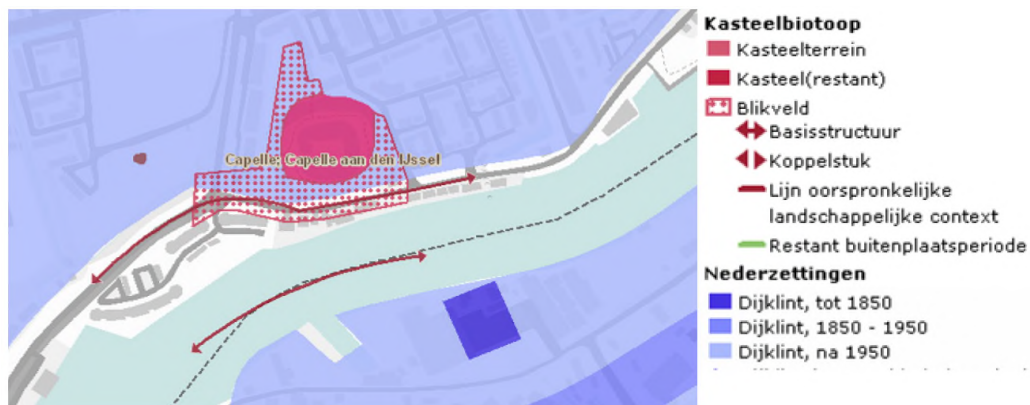 Capelle; Capelle aan den IJssel
Kasteelbiotoop
Kasteelterrein
Kasteel(restant)
Blikveld
Basisstructuur
Koppelstuk
Lijn oorspronkelijke
landschappelijke context
Restant buitenplaatsperiode
Nederzettingen
Dijklint, tot 1850
Dijklint, 1850 - 1950
Dijklint, na 1950